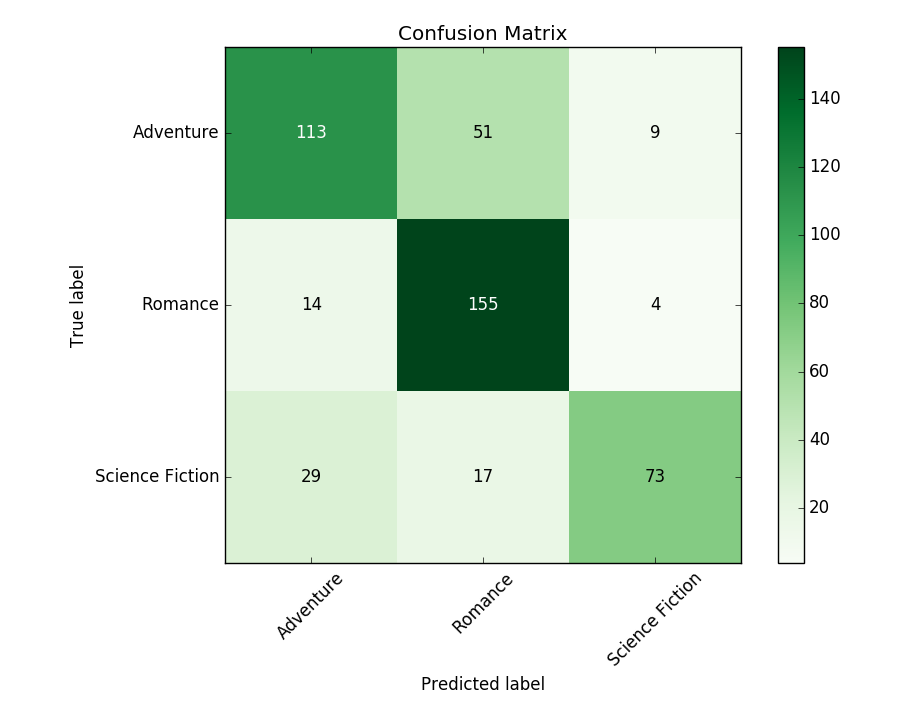 Confusion Matrix
True label
Adventure 113 51 9
Romance 14 155 4
Science Fiction 29 17 73
Adventure Romance Science Fiction
Predicted label
140
120
100
80
60
40
20